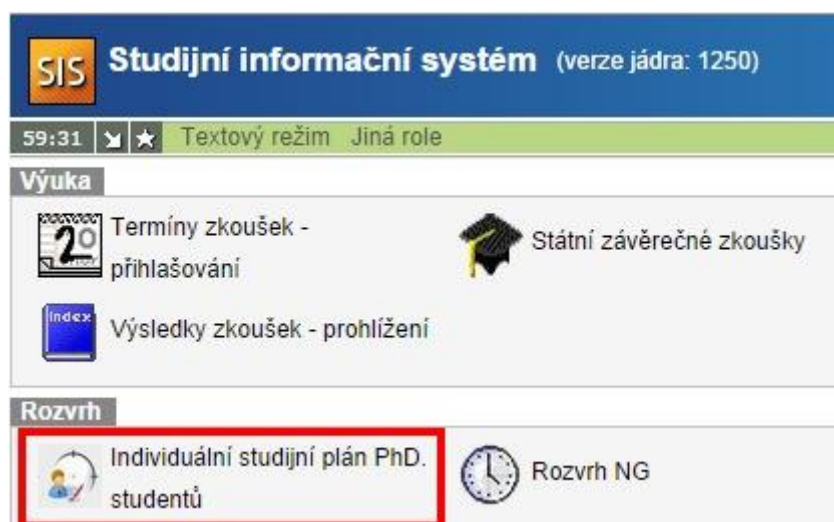 SIS Studijní informační systém (verze jádra: 1250)
59:31 Textový režim Jiná role
Výuka
Termíny zkoušek -
přihlašování
Státní závěrečné zkoušky
Index
Výsledky zkoušek - prohlížení
Rozvrh
Individuální studijní plán PhD.
studentů
Rozvrh NG